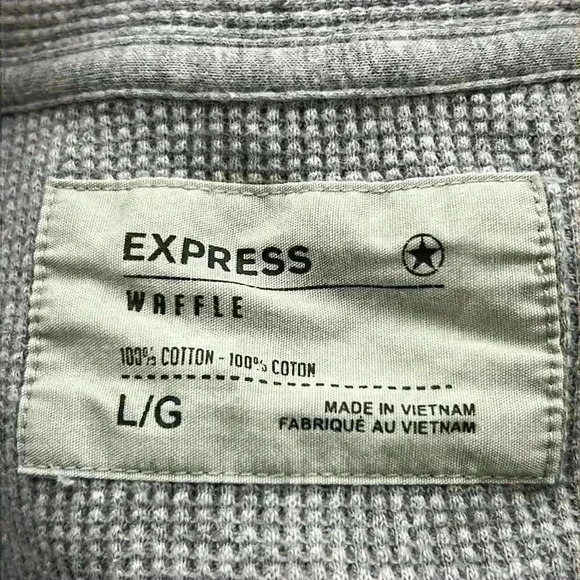 EXPRESS
WAFFLE
100% COTTON - 100% COTON
L/G
MADE IN VIETNAM
FABRIQUÉ AU VIETNAM